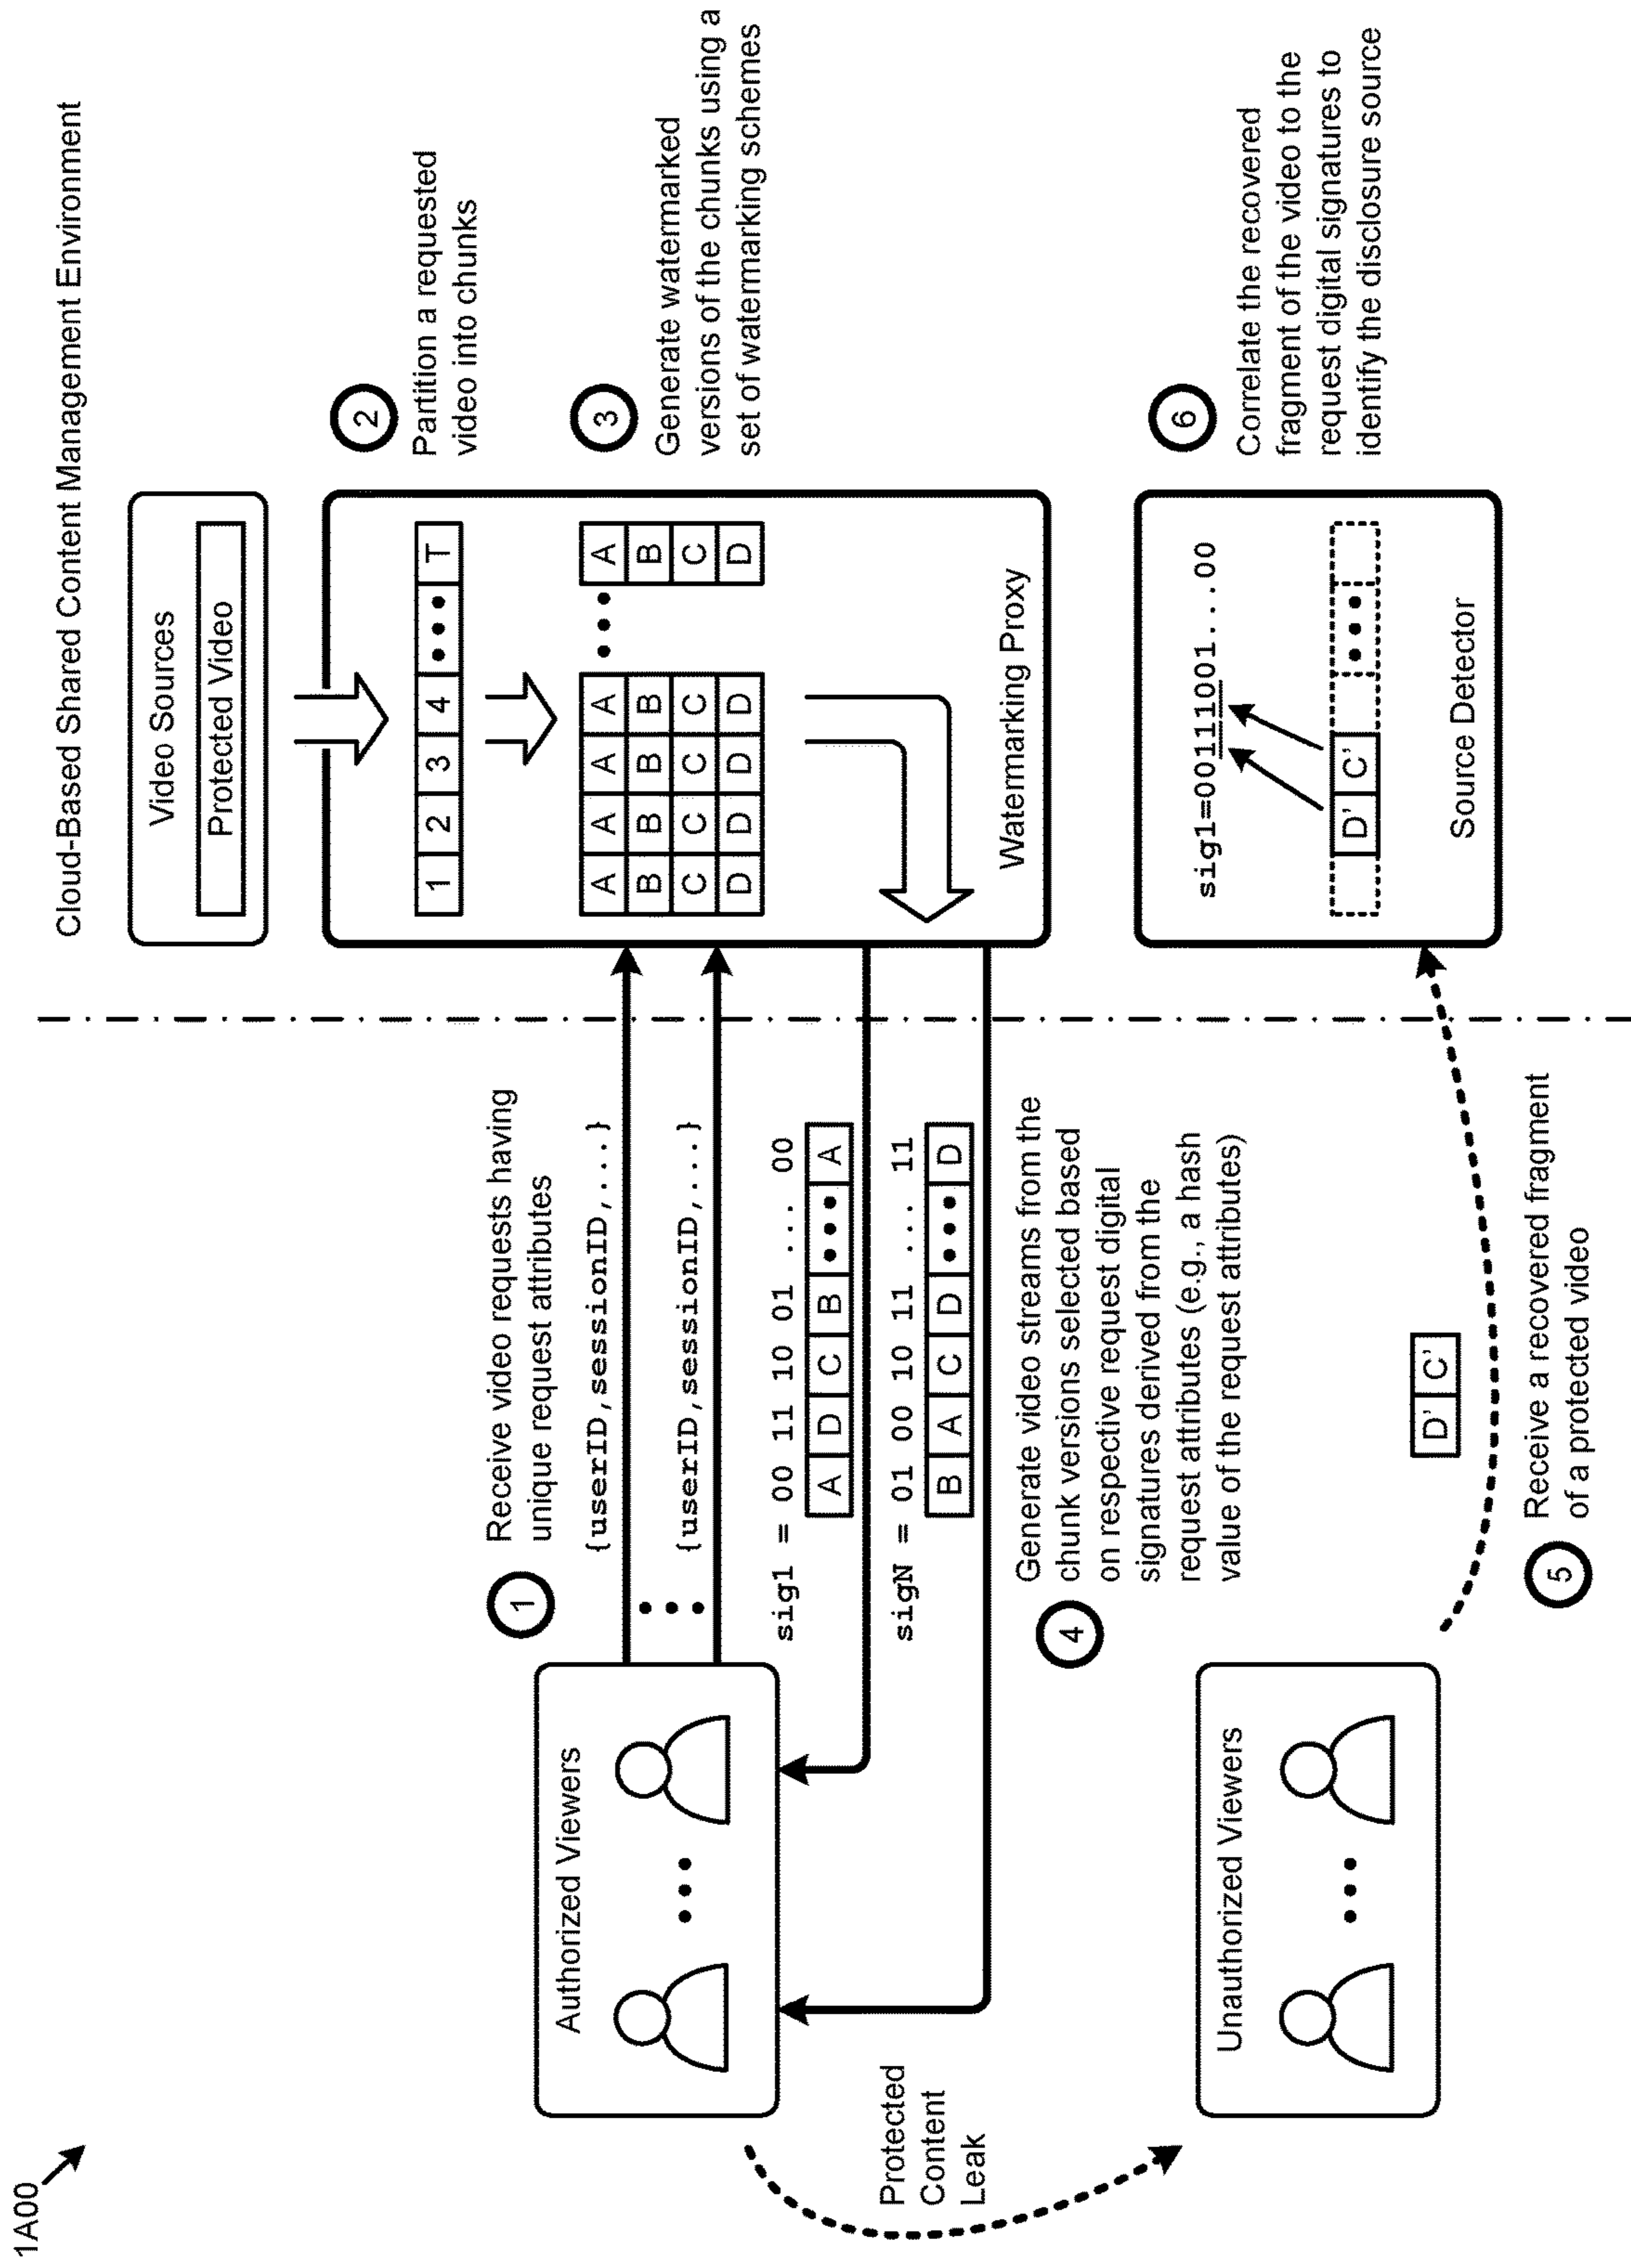 1A00
Cloud-Based Shared Content Management Environment
Video Sources
Protected Video
2
Partition a requested
video into chunks
1 2 3 4 ••• T
3
Generate watermarked
versions of the chunks using a
set of watermarking schemes
A A A A ••• A
B B B B B
C C C C C
D D D D D
Watermarking Proxy
1
Receive video requests having
unique request attributes
{userID,sessionID,...}
{userID,sessionID,...}
Authorized Viewers
sig1 = 00 11 10 01 ... 00
A D C B ••• A
sigN = 01 00 10 11 ... 11
B A C D ••• D
4
Generate video streams from the
chunk versions selected based
on respective request digital
signatures derived from the
request attributes (e.g., a hash
value of the request attributes)
Protected
Content
Leak
Unauthorized Viewers
D' C'
5
Receive a recovered fragment
of a protected video
sig1=00111001...00
D' C' •••
Source Detector
6
Correlate the recovered
fragment of the video to the
request digital signatures to
identify the disclosure source